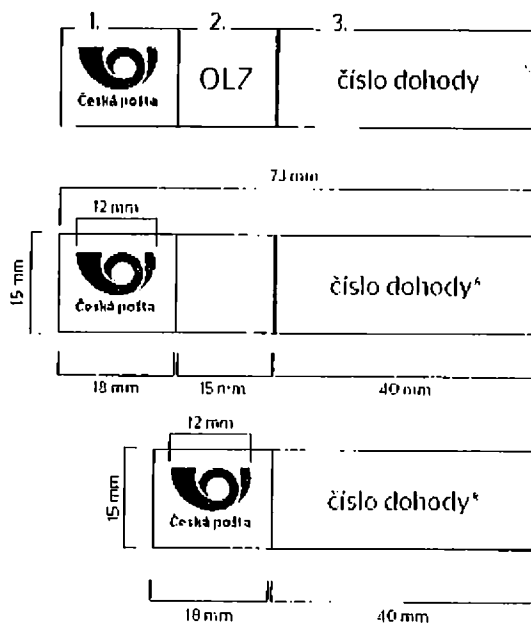 1. 2. 3.
Česká pošta OLZ číslo dohody
73 mm
12 mm
15 mm
Česká pošta číslo dohody*
18 mm 15 mm 40 mm
12 mm
15 mm
Česká pošta číslo dohody*
18 mm 40 mm